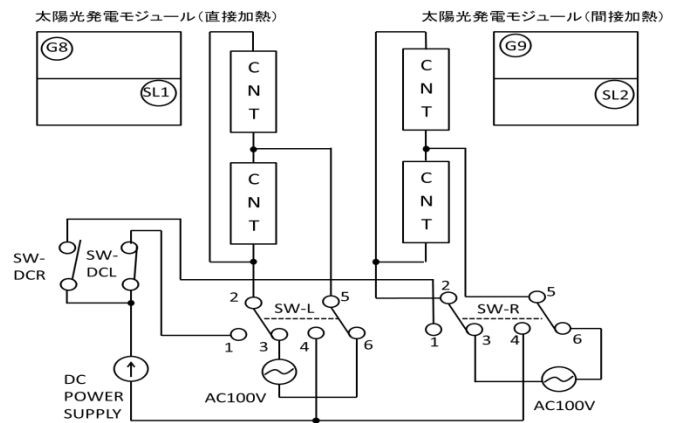 太陽光発電モジュール(直接加熱)
太陽光発電モジュール(間接加熱)
G8
SL1
G9
SL2
C
N
T
C
N
T
C
N
T
C
N
T
SW-
DCR
SW-
DCL
2
5
SW-L
1
3
4
6
2
5
SW-R
1
3
4
6
DC
POWER
SUPPLY
AC100V
AC100V